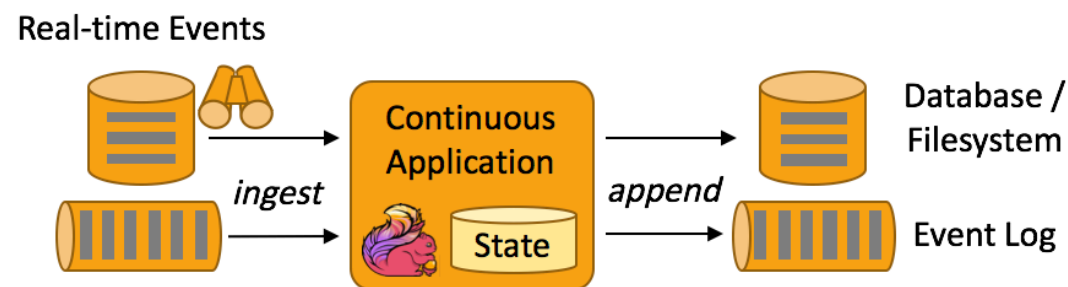 Real-time Events
Continuous
Application
Database /
Filesystem
ingest
append
State
Event Log